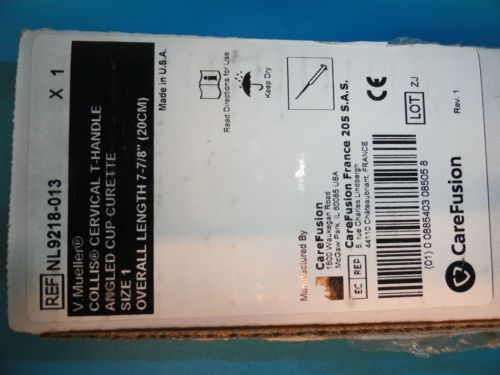 REF NL9218-013 X 1
V. Mueller®
COLLIS® CERVICAL T-HANDLE
ANGLED CUP CURETTE
SIZE 1
OVERALL LENGTH 7-7/8" (20CM)
Made in U.S.A.
Read Directions for Use
Keep Dry
Manufactured By
CareFusion
1500 Waukegan Road
McGaw Park, IL 60085 USA
EC REP
CareFusion France 205 S.A.S.
5, rue Charles Lindbergh
44110 Châteaubriant, FRANCE
CE
(01) 0 0885403 08505 8
LOT ZJ
CareFusion
Rev. 1